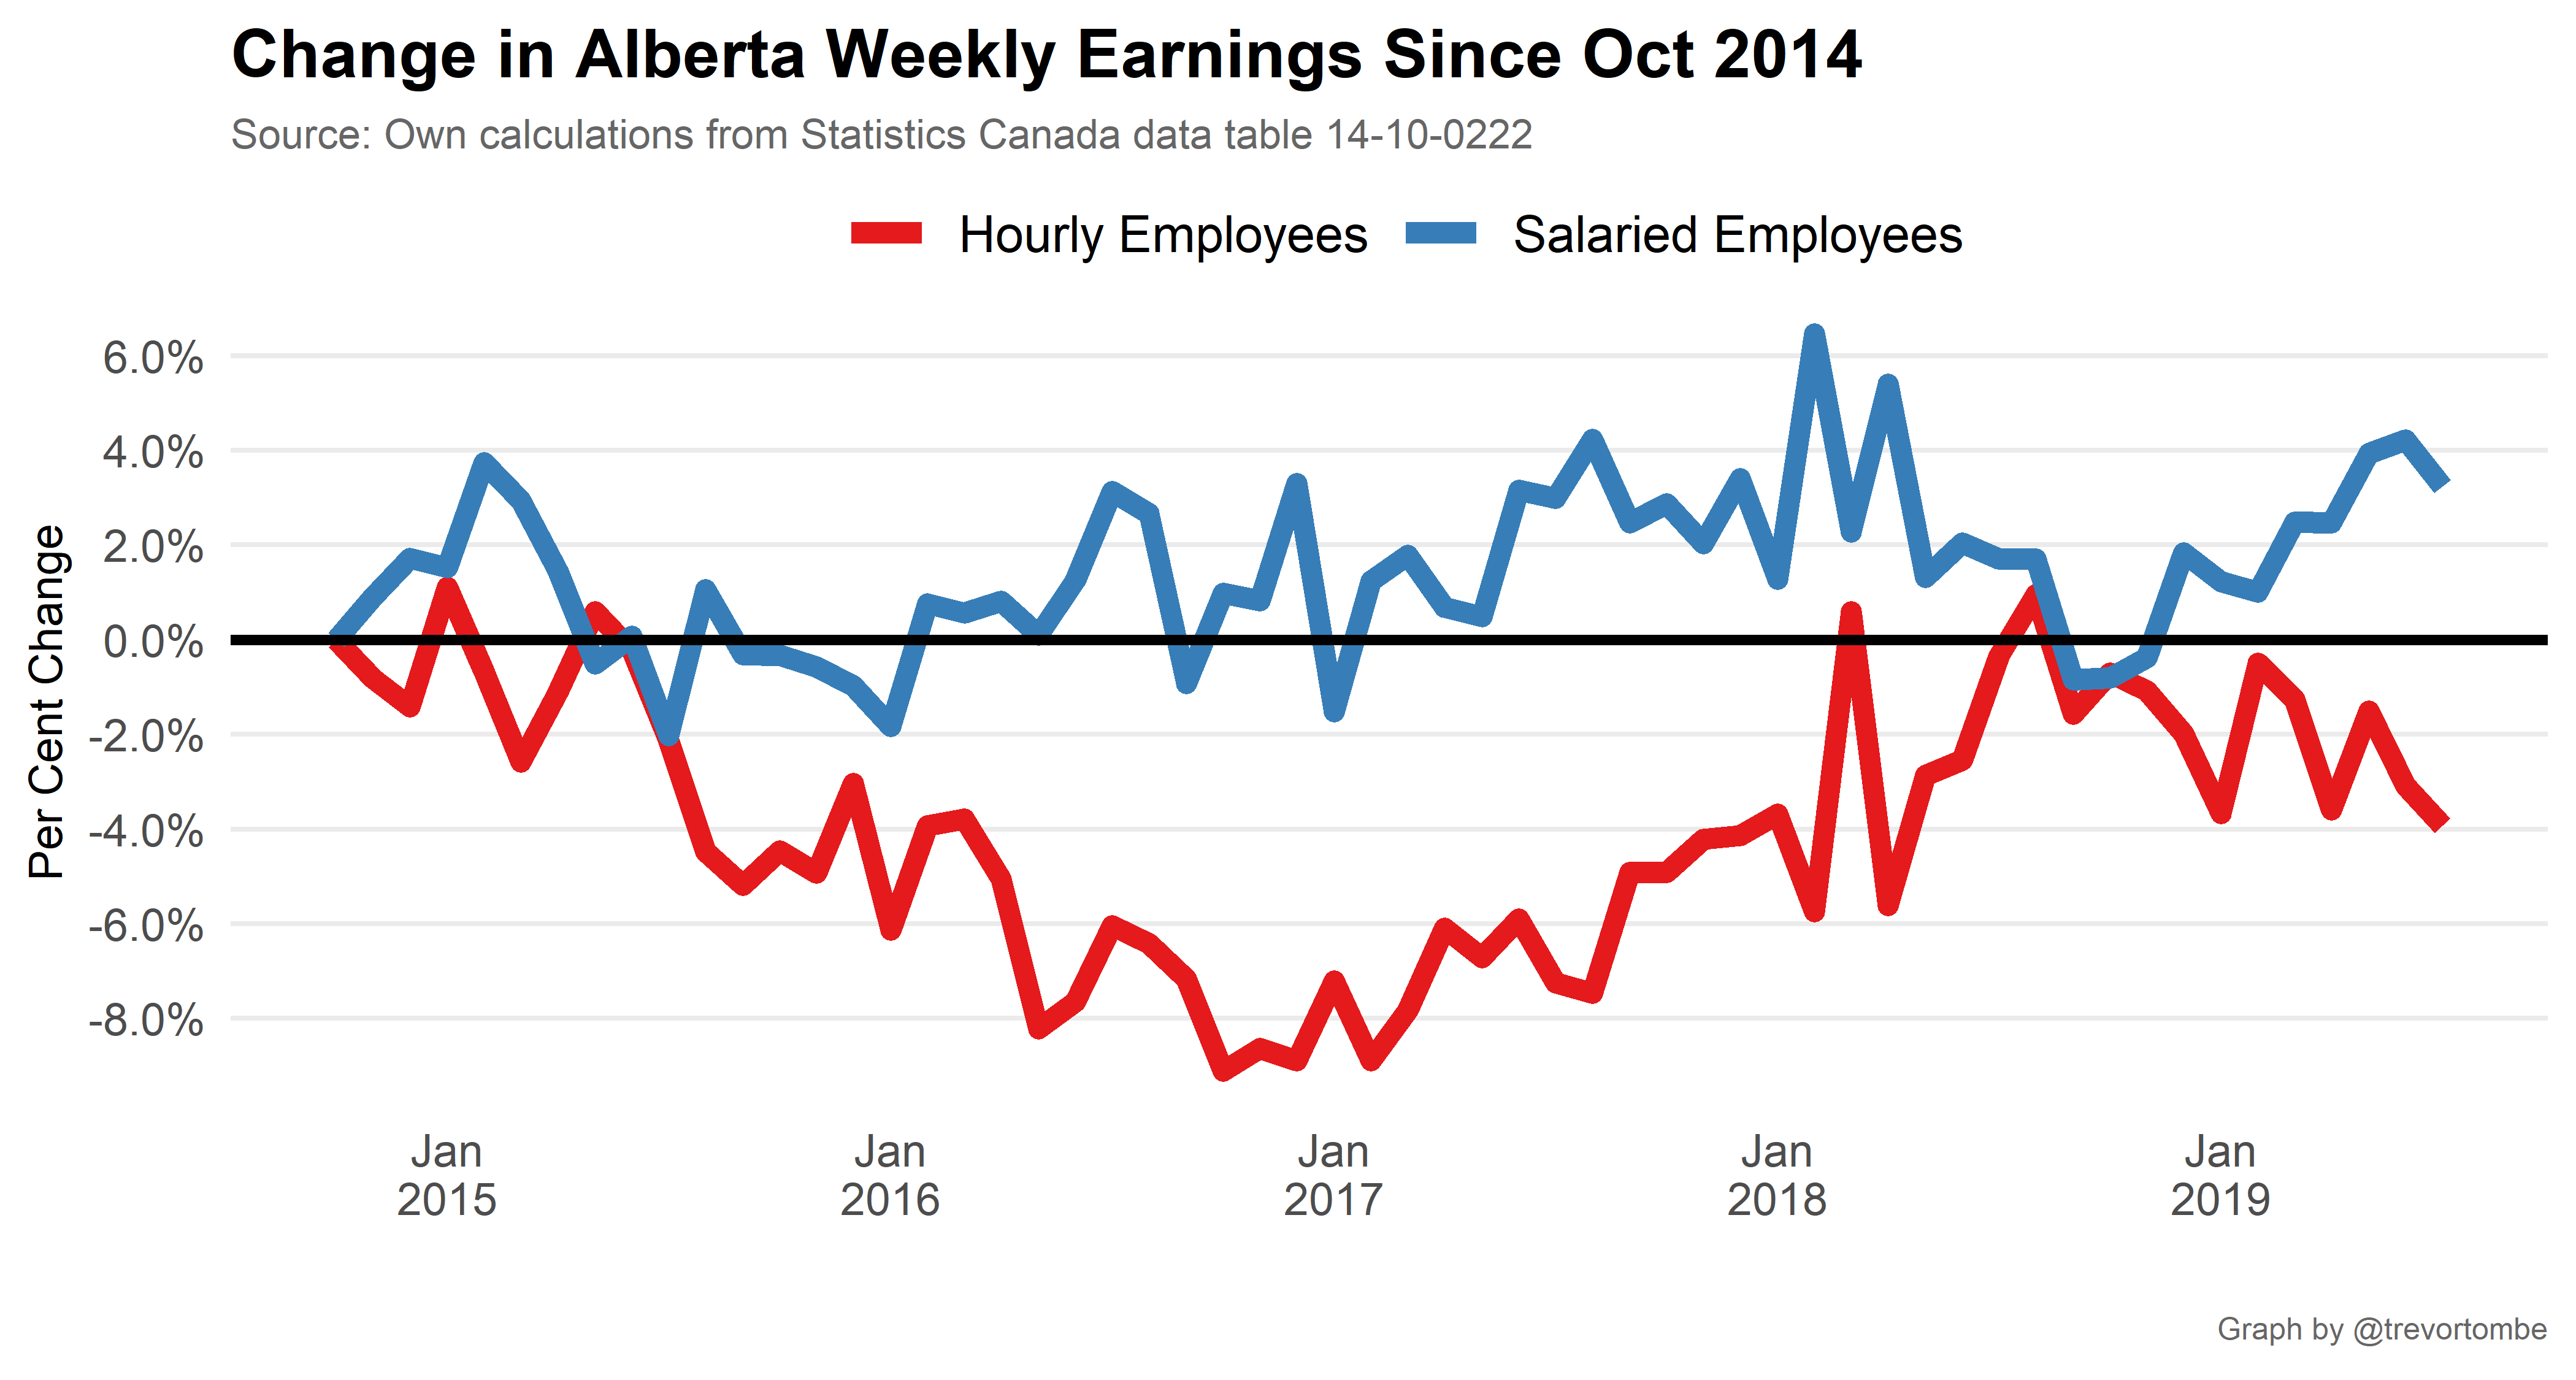 Change in Alberta Weekly Earnings Since Oct 2014
Source: Own calculations from Statistics Canada data table 14-10-0222
Hourly Employees Salaried Employees
Per Cent Change
6.0%
4.0%
2.0%
0.0%
-2.0%
-4.0%
-6.0%
-8.0%
Jan Jan Jan Jan Jan
2015 2016 2017 2018 2019
Graph by @trevortombe